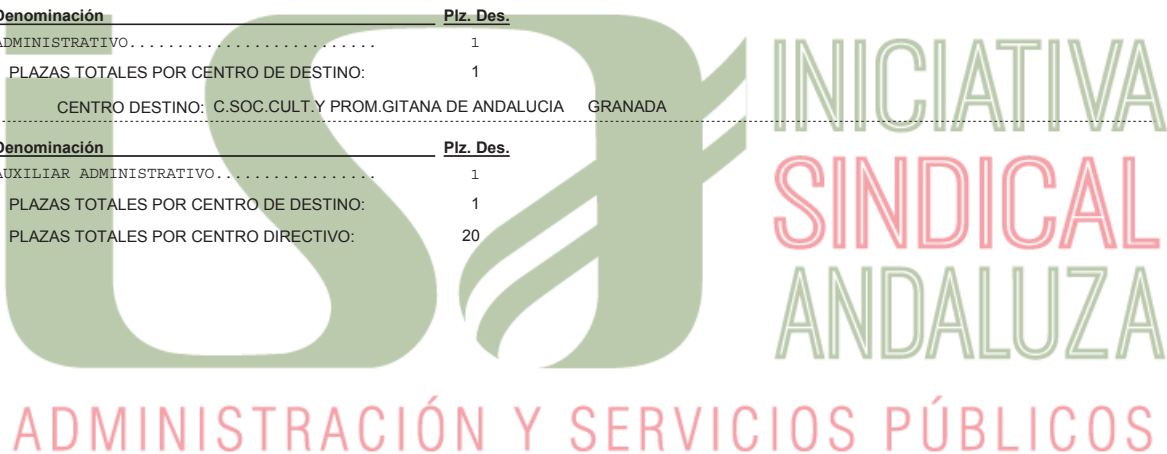 Denominación Plz. Des.
ADMINISTRATIVO.......................... 1
PLAZAS TOTALES POR CENTRO DE DESTINO: 1
CENTRO DESTINO: C.SOC.CULT.Y PROM.GITANA DE ANDALUCIA GRANADA
Denominación Plz. Des.
AUXILIAR ADMINISTRATIVO................. 1
PLAZAS TOTALES POR CENTRO DE DESTINO: 1
PLAZAS TOTALES POR CENTRO DIRECTIVO: 20
isa
INICIATIVA
SINDICAL
ANDALUZA
ADMINISTRACIÓN Y SERVICIOS PÚBLICOS